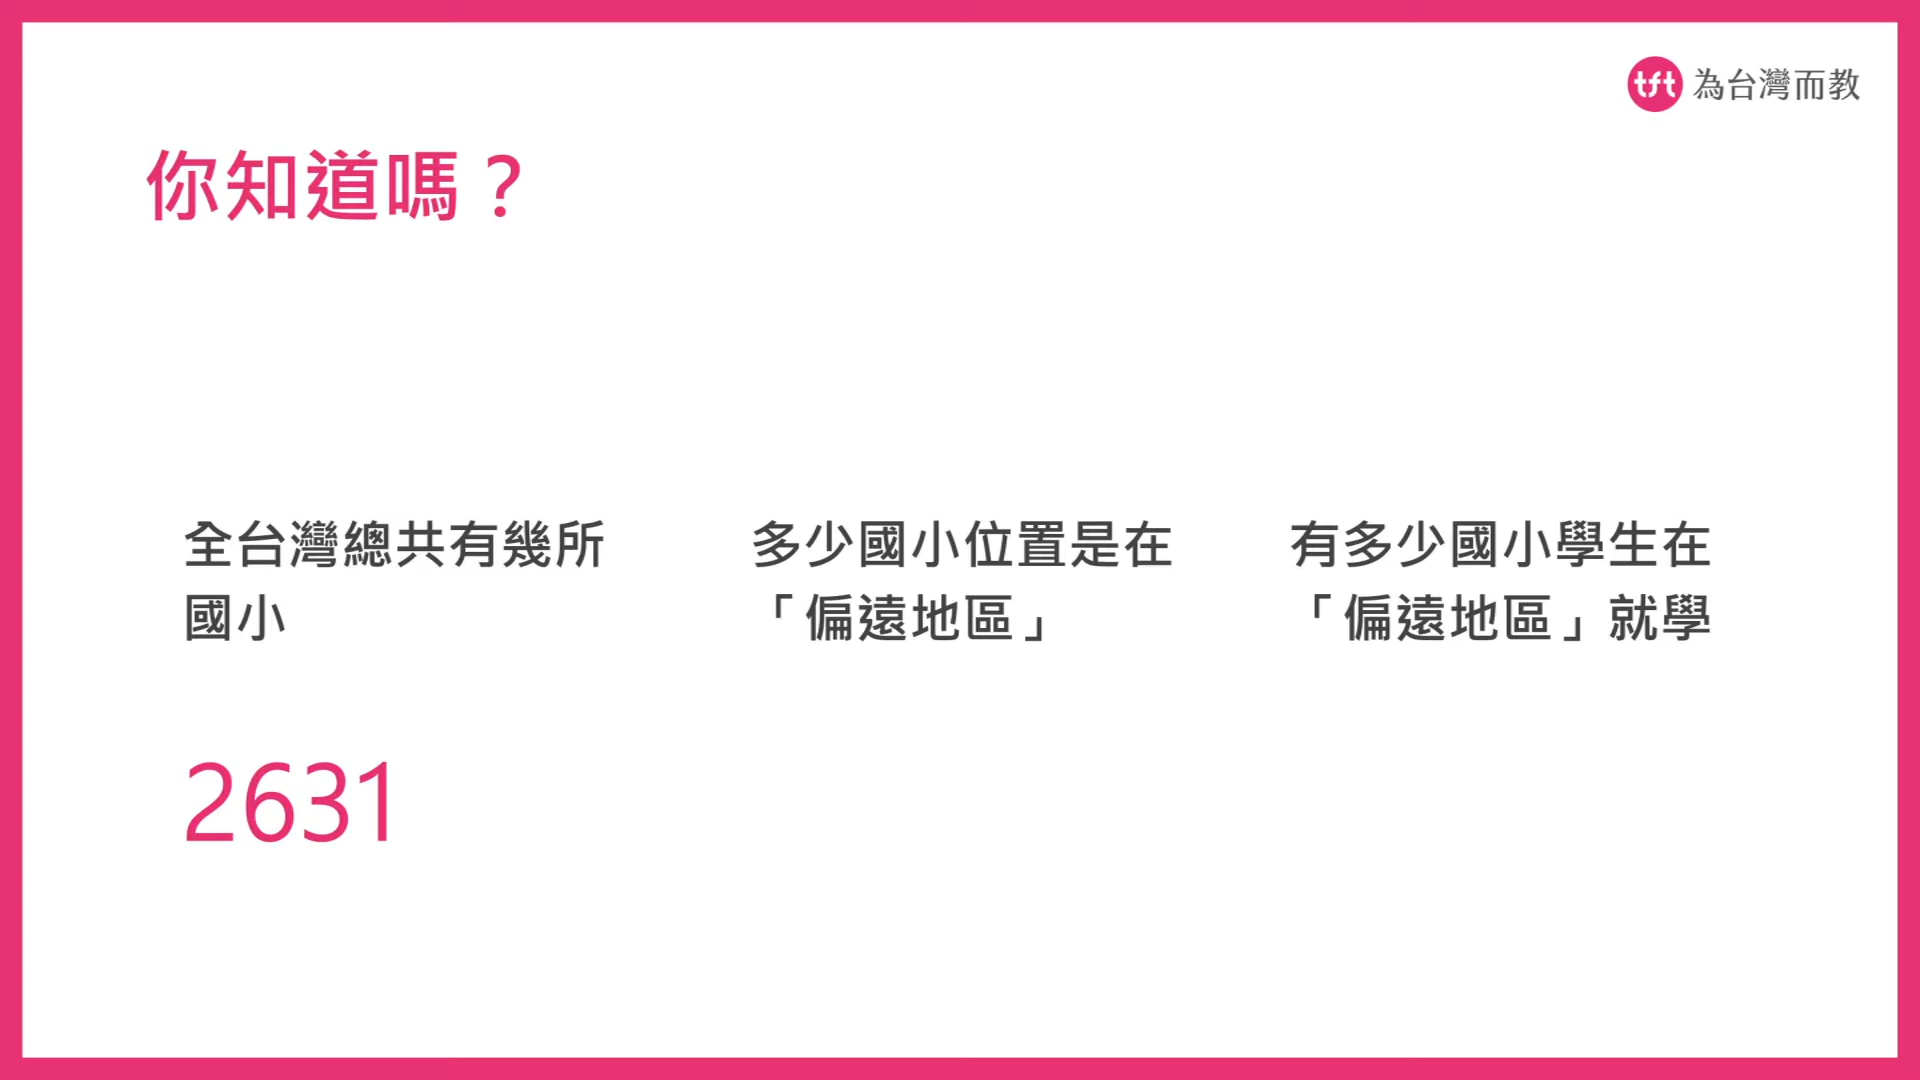 tft 為台灣而教
你知道嗎？
全台灣總共有幾所
國小
2631
多少國小位置是在
「偏遠地區」
有多少國小學生在
「偏遠地區」就學